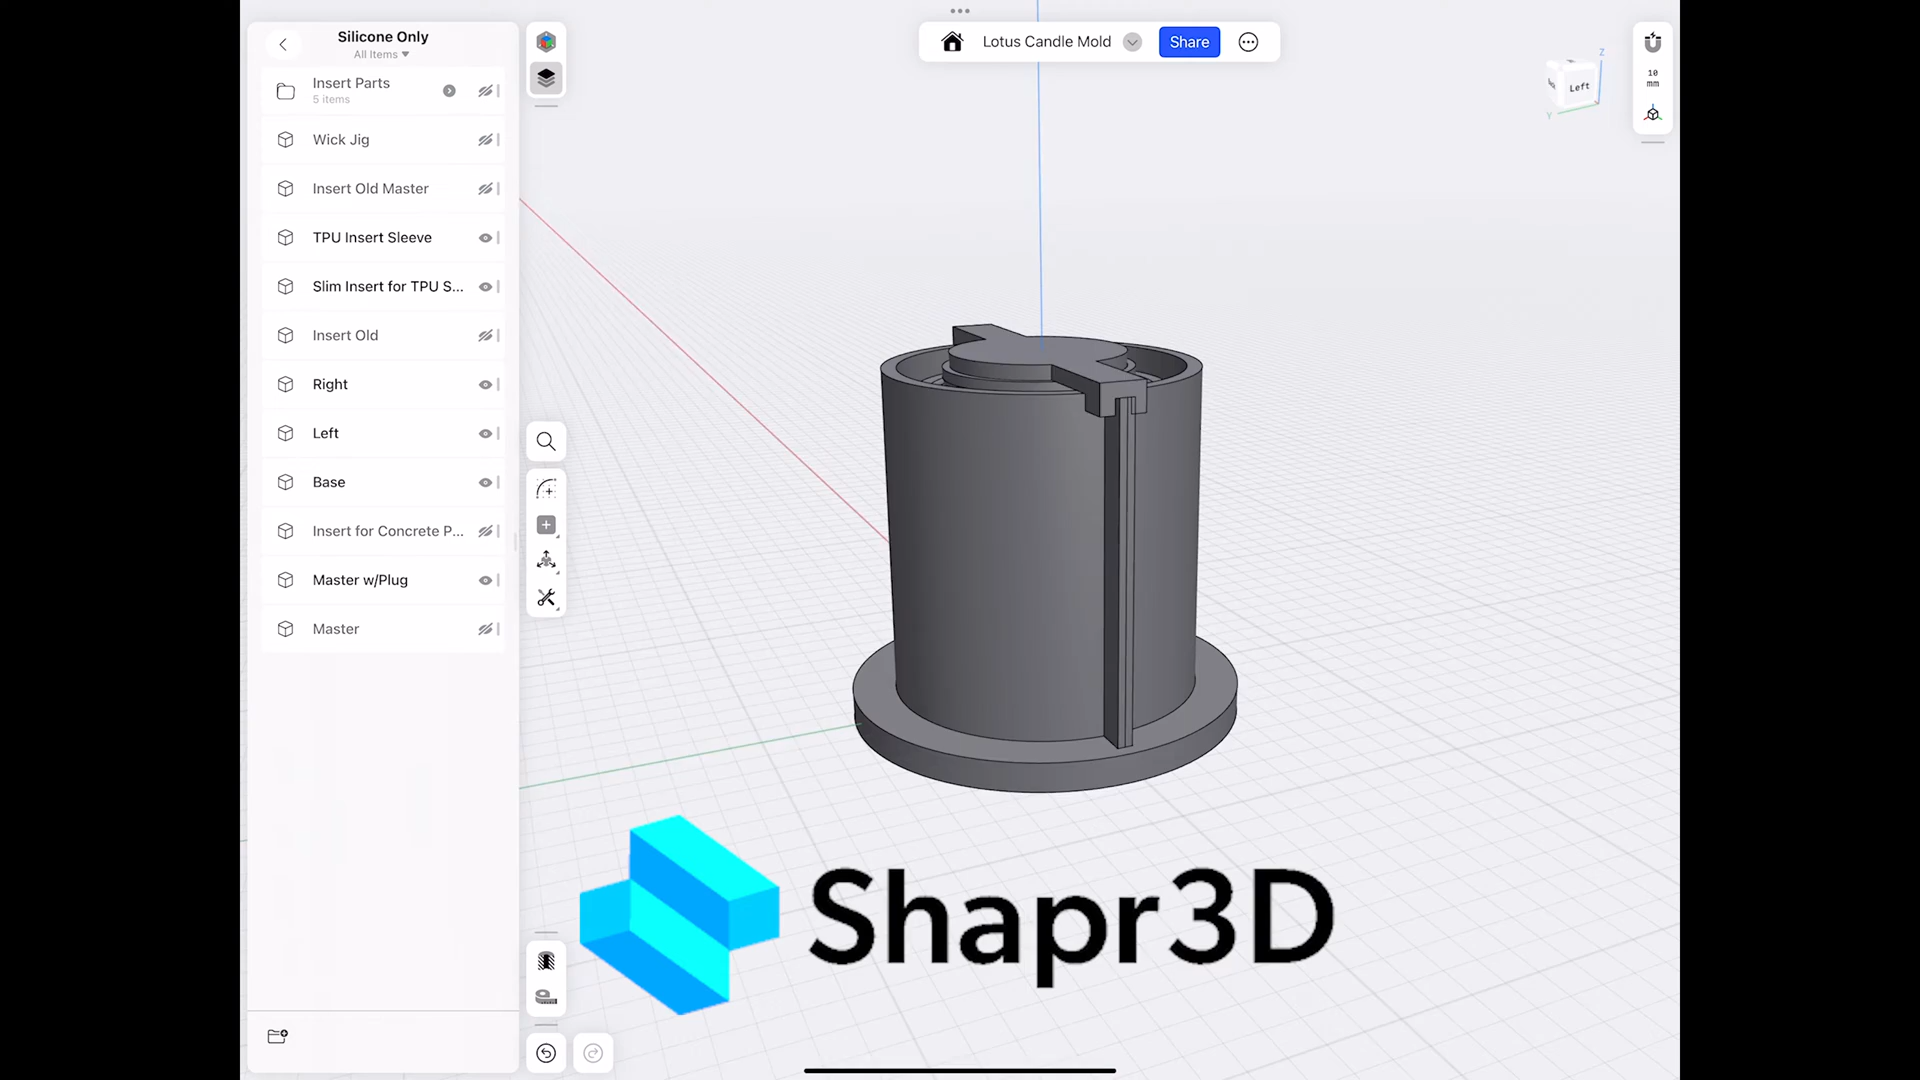 Silicone Only
All Items
Insert Parts
5 items
Wick Jig
Insert Old Master
TPU Insert Sleeve
Slim Insert for TPU S...
Insert Old
Right
Left
Base
Insert for Concrete P...
Master w/Plug
Master
Lotus Candle Mold
Share
Z
Left
Y
10
mm
Shapr3D